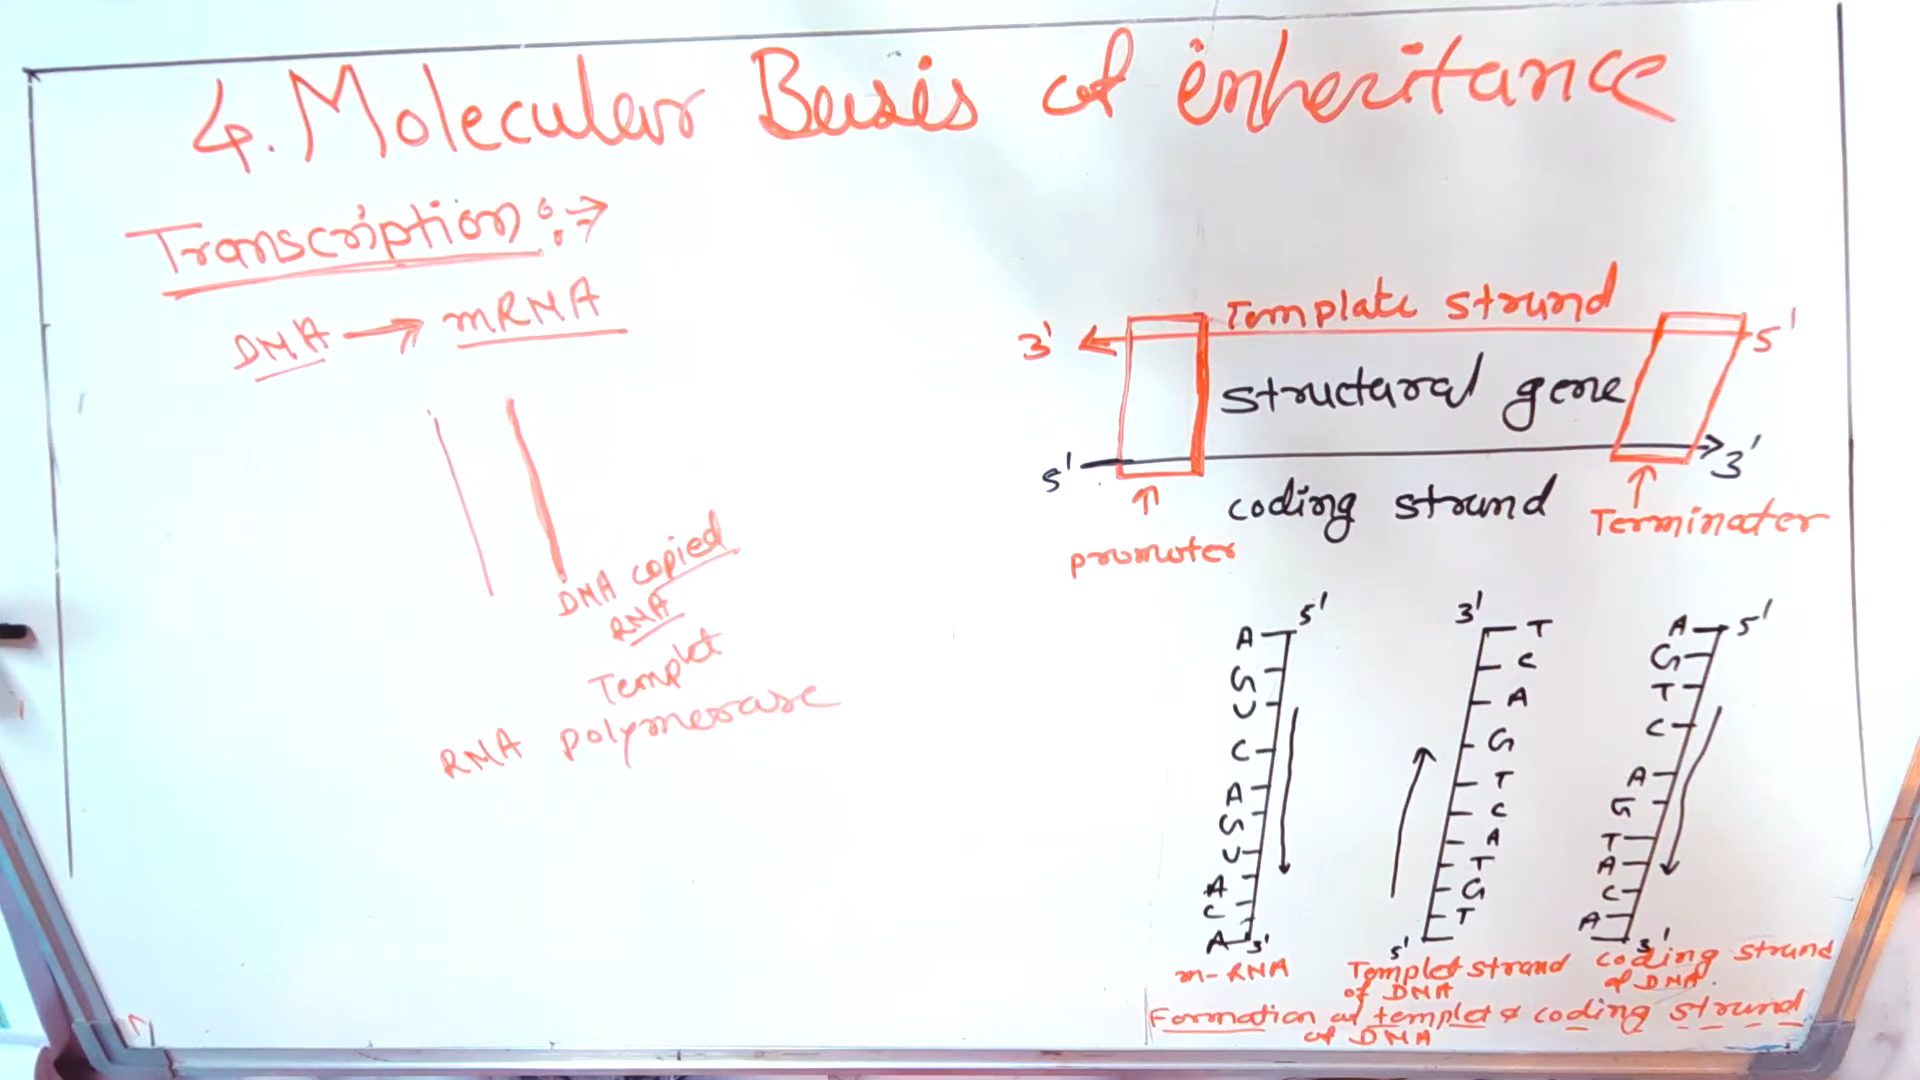 4. Molecular Basis of inheritance
Transcription :→
DNA → mRNA
DNA copied
RNA
Templet
RNA polymerase
3' Template strand 5'
structural gene
5' 3'
coding strand
promoter
Terminater
5'
A
G
U
C
A
G
U
A
C
A 3'
m-RNA
3'
T
C
A
G
T
C
A
T
G
T
5'
Templet strand
of DNA
A 5'
G
T
C
A
G
T
A
C
A
3'
coding strand
of DNA.
Formation of templet & coding strand
of DNA